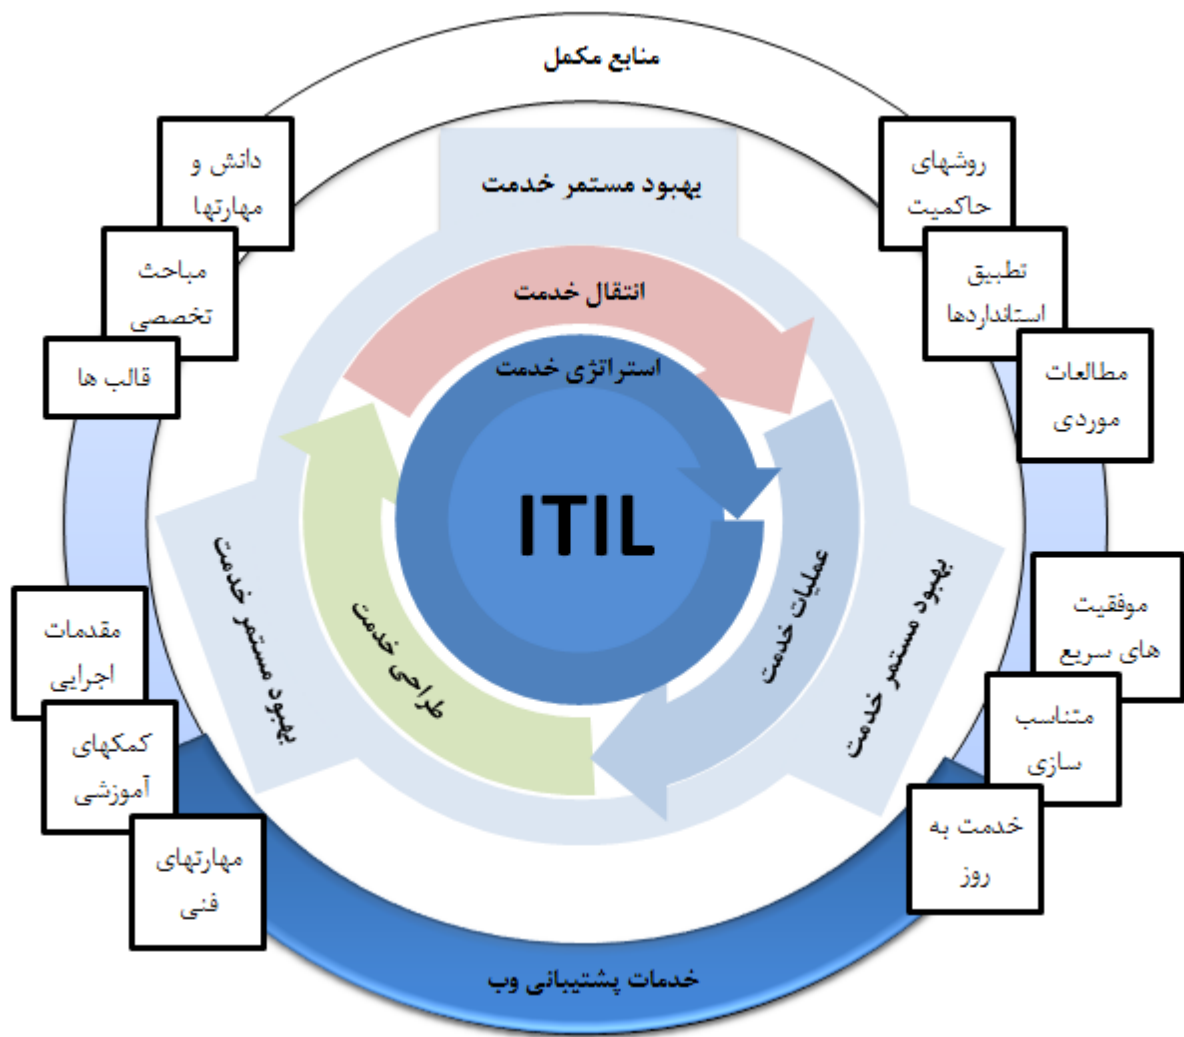 منابع مکمل
روشهای
حاکمیت
تطبیق
استانداردها
مطالعات
موردی
موفقیت
های سریع
متناسب
سازی
خدمت به
روز
دانش و
مهارتها
مباحث
تخصصی
قالب ها
مقدمات
اجرایی
کمکهای
آموزشی
مهارتهای
فنی
بهبود مستمر خدمت
انتقال خدمت
استراتژی خدمت
ITIL
عملیات خدمت
طراحی خدمت
بهبود مستمر خدمت
بهبود مستمر خدمت
خدمات پشتیبانی وب